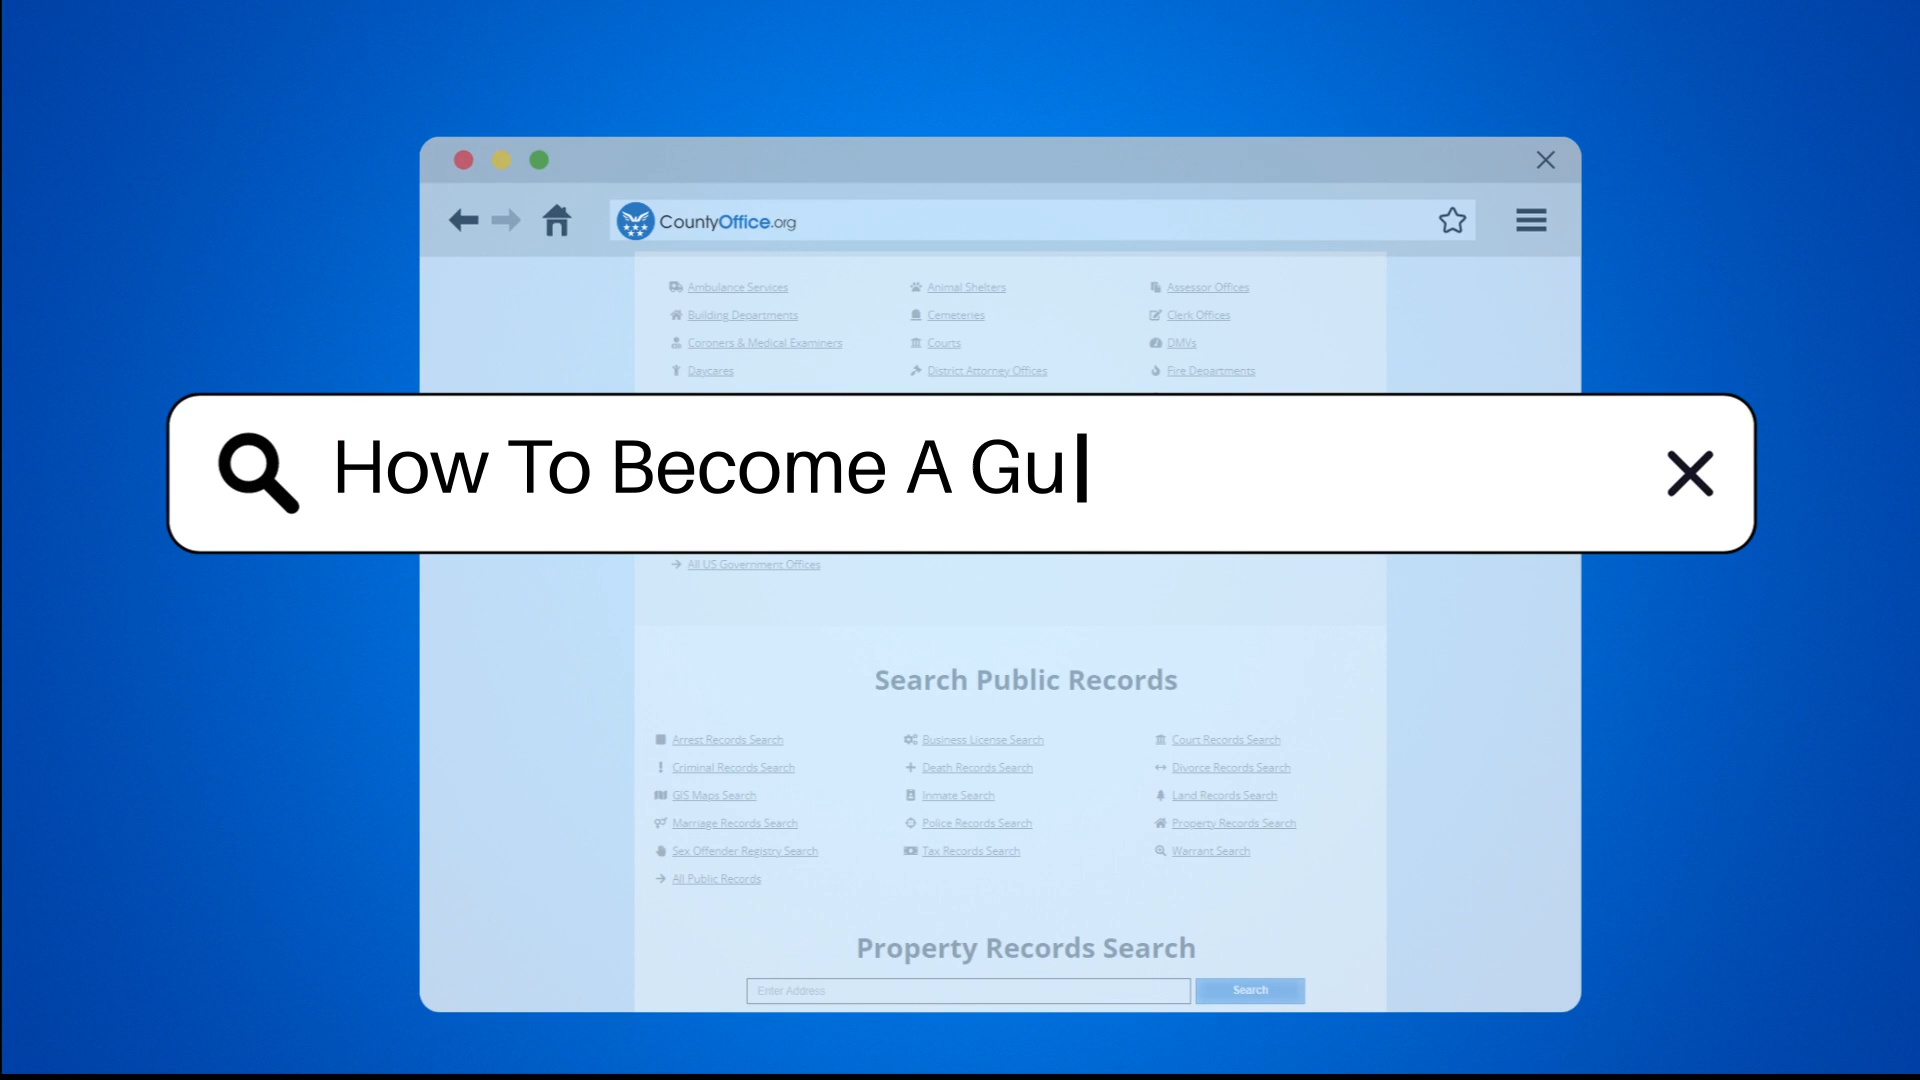 CountyOffice.org
Ambulance Services Animal Shelters Assessor Offices
Building Departments Cemeteries Clerk Offices
Coroners & Medical Examiners Courts DMVs
Daycares District Attorney Offices Fire Departments
How To Become A Gu
All US Government Offices
Search Public Records
Arrest Records Search Business License Search Court Records Search
Criminal Records Search Death Records Search Divorce Records Search
GIS Maps Search Inmate Search Land Records Search
Marriage Records Search Police Records Search Property Records Search
Sex Offender Registry Search Tax Records Search Warrant Search
All Public Records
Property Records Search
Enter Address Search